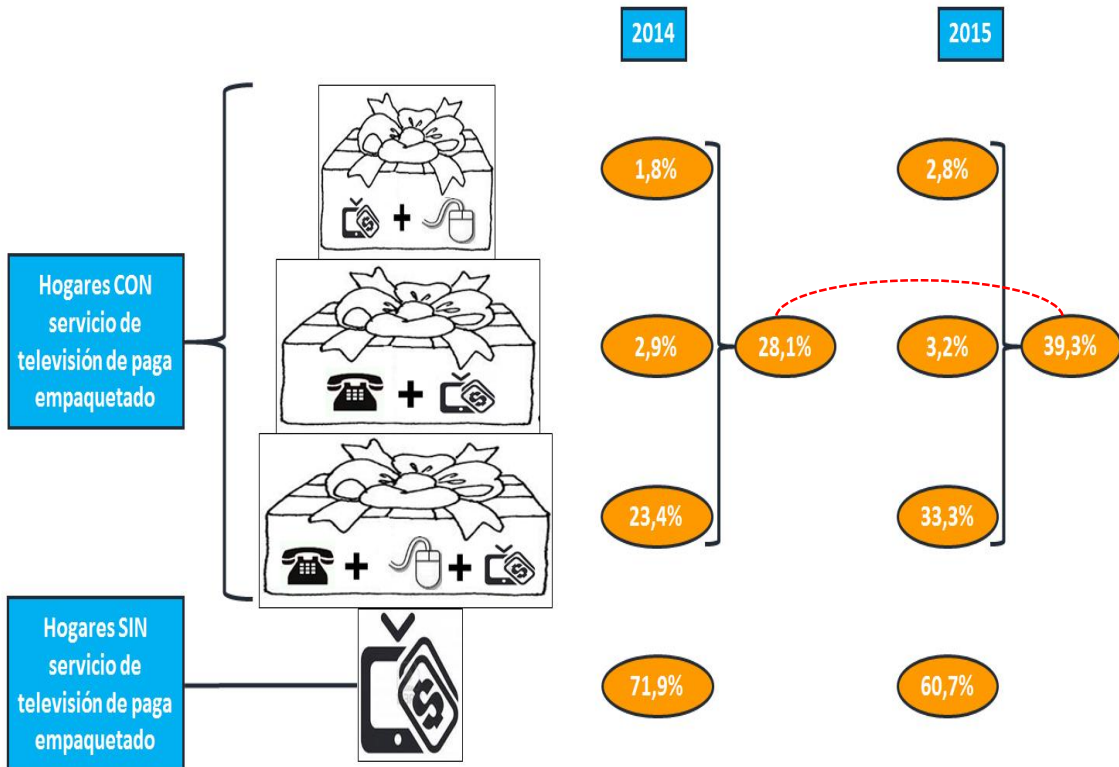 2014
2015
1,8%
2,8%
Hogares CON
servicio de
televisión de paga
empaquetado
+
2,9%
28,1%
3,2%
39,3%
+
23,4%
33,3%
+ +
Hogares SIN
servicio de
televisión de paga
empaquetado
$
71,9%
60,7%